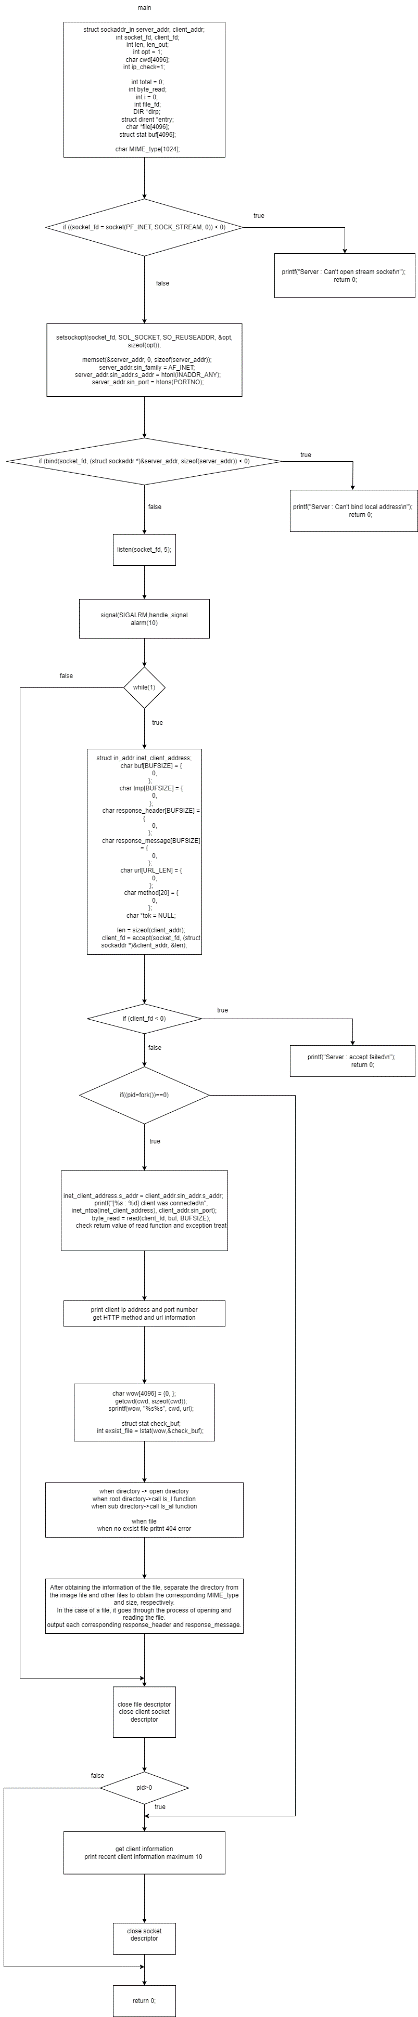 main
struct sockaddr_in server_addr, client_addr;
int socket_fd, client_fd;
int len, len_out;
int opt = 1;
char cwd[4096];
int ip_check=1;
int total = 0;
int byte_read;
int i = 0;
int file_fd;
DIR *dirp;
struct dirent *entry;
char *file[4096];
struct stat buf[4096];
char MIME_type[1024];
if ((socket_fd = socket(PF_INET, SOCK_STREAM, 0)) < 0)
true
printf("Server : Can't open stream socket\n");
return 0;
false
setsockopt(socket_fd, SOL_SOCKET, SO_REUSEADDR, &opt,
sizeof(opt));
memset(&server_addr, 0, sizeof(server_addr));
server_addr.sin_family = AF_INET;
server_addr.sin_addr.s_addr = htonl(INADDR_ANY);
server_addr.sin_port = htons(PORTNO);
if (bind(socket_fd, (struct sockaddr *)&server_addr, sizeof(server_addr)) < 0)
true
printf("Server : Can't bind local address\n");
return 0;
false
listen(socket_fd, 5);
signal(SIGALRM,handle_signal
alarm(10)
while(1)
false
true
struct in_addr inet_client_address;
char buf[BUFSIZE] = {
0,
};
char tmp[BUFSIZE] = {
0,
};
char response_header[BUFSIZE] =
{
0,
};
char response_message[BUFSIZE]
= {
0,
};
char url[URL_LEN] = {
0,
};
char method[20] = {
0,
};
char *tok = NULL;
len = sizeof(client_addr);
client_fd = accept(socket_fd, (struct
sockaddr *)&client_addr, &len);
if (client_fd < 0)
true
printf("Server : accept failed\n");
return 0;
false
if((pid=fork())==0)
true
inet_client_address.s_addr = client_addr.sin_addr.s_addr;
printf("[%s : %d] client was connected\n",
inet_ntoa(inet_client_address), client_addr.sin_port);
byte_read = read(client_fd, buf, BUFSIZE);
check return value of read function and exception treat
print client ip address and port number
get HTTP method and url information
char wow[4096] = {0, };
getcwd(cwd, sizeof(cwd));
sprintf(wow, "%s%s", cwd, url);
struct stat check_buf;
int exsist_file = lstat(wow,&check_buf);
when directory -> open directory
when root directory->call ls_l function
when sub directory->call ls_al function
when file
when no exsist file pritnt 404 error
After obtaining the information of the file, separate the directory from
the image file and other files to obtain the corresponding MIME_type
and size, respectively.
In the case of a file, it goes through the process of opening and
reading the file.
output each corresponding response_header and response_message.
close file descriptor
close client socket
descriptor
pid>0
false
true
get client information
print recent client information maximum 10
close socket
descriptor
return 0;